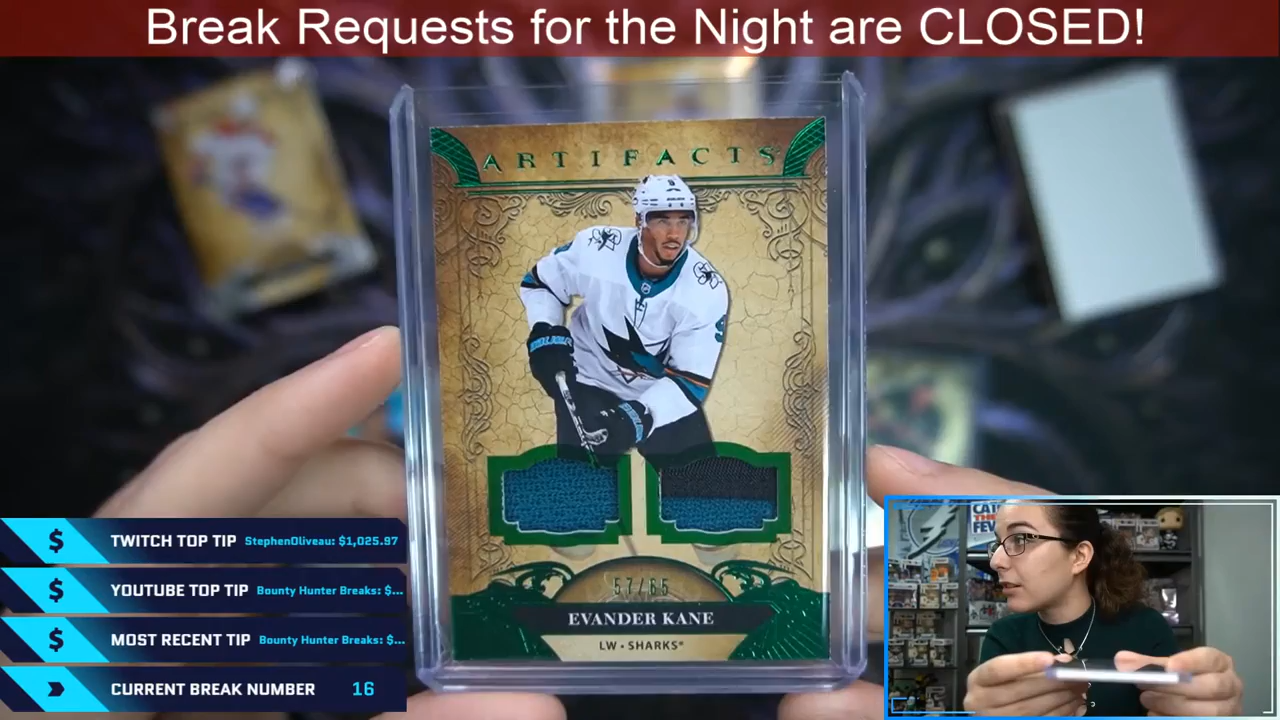 Break Requests for the Night are CLOSED!
ARTIFACTS
57/65
EVANDER KANE
LW • SHARKS
TWITCH TOP TIP StephenOliveau: $1,025.97
YOUTUBE TOP TIP Bounty Hunter Breaks: $...
MOST RECENT TIP Bounty Hunter Breaks: $...
CURRENT BREAK NUMBER 16